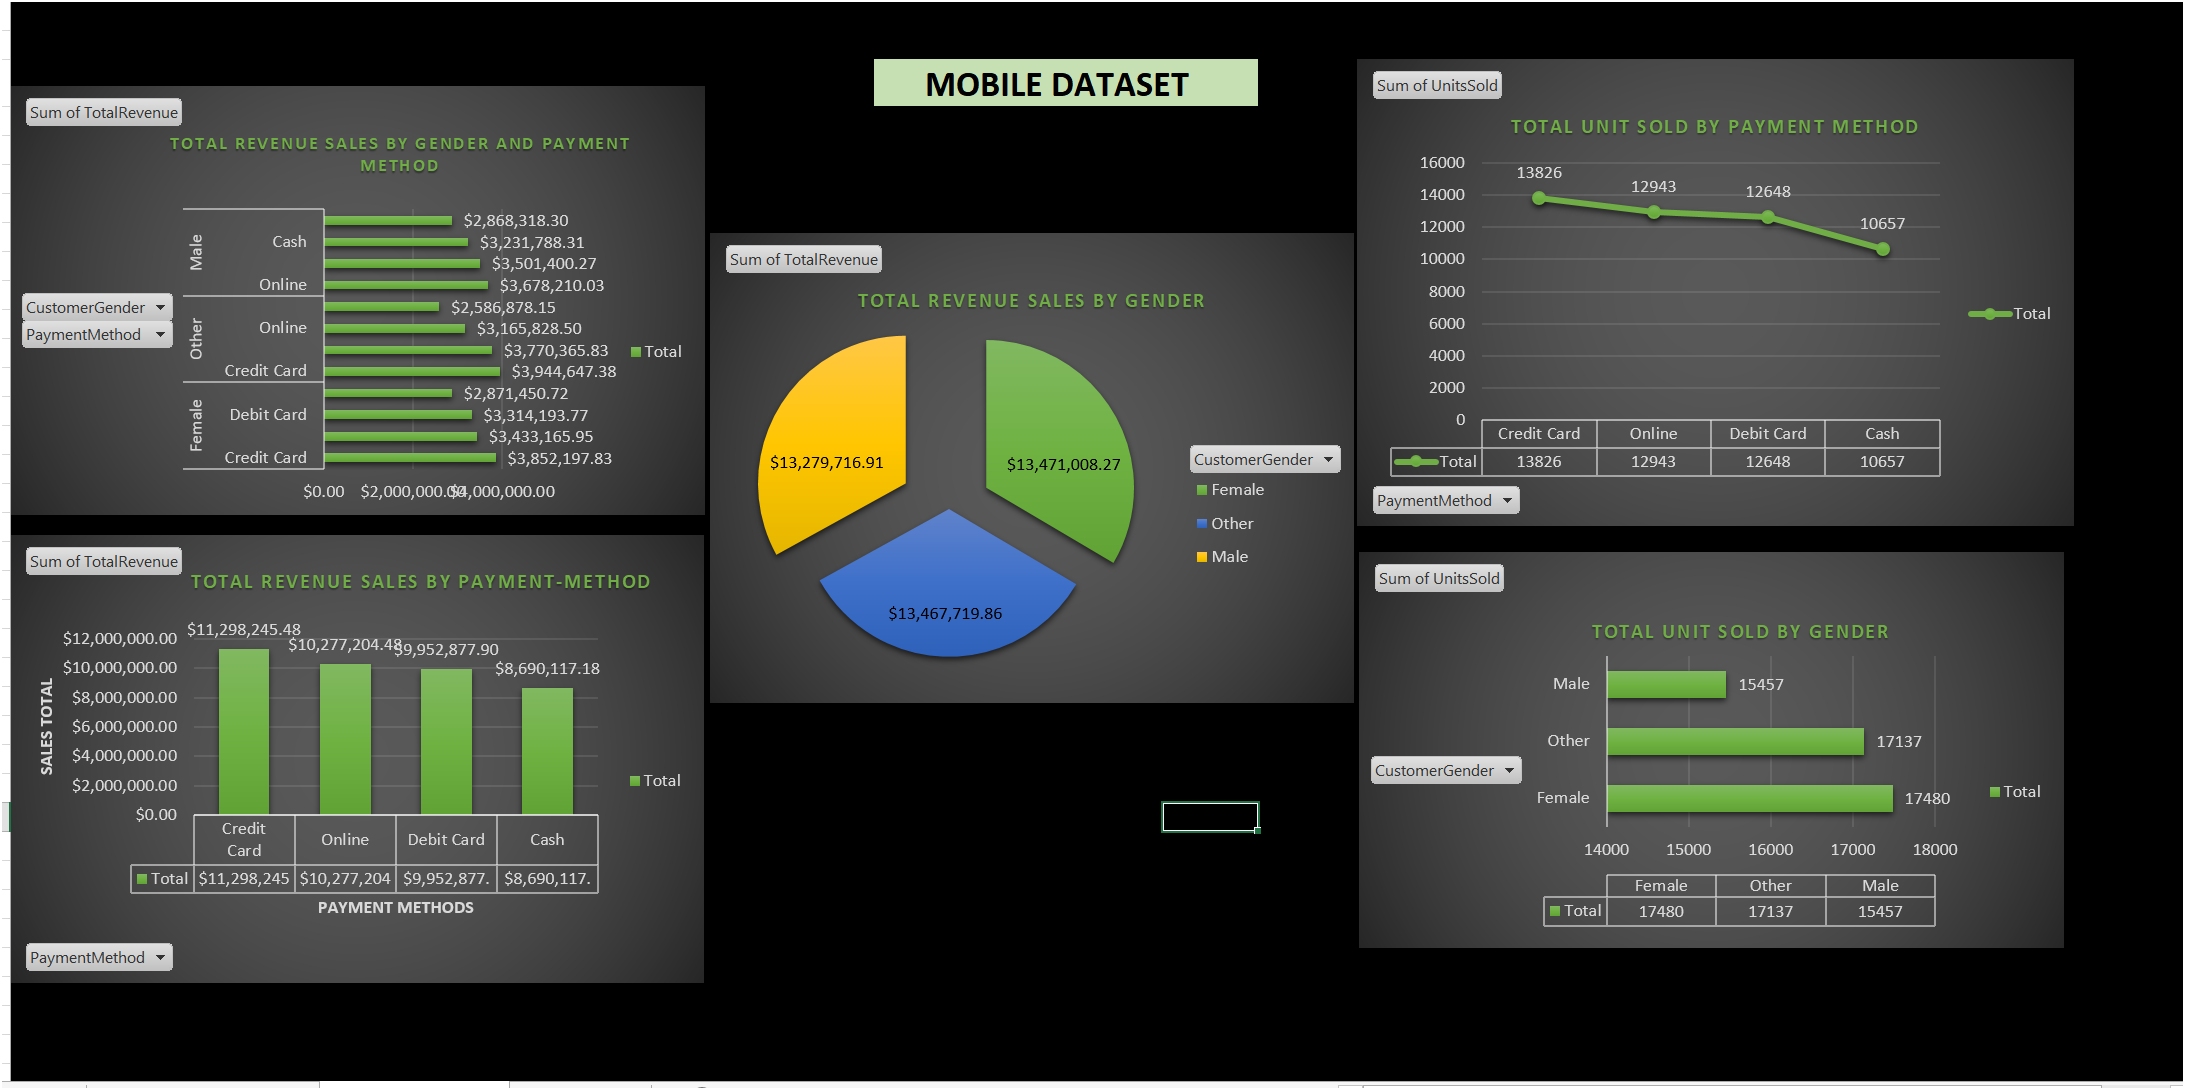 MOBILE DATASET
Sum of TotalRevenue
TOTAL REVENUE SALES BY GENDER AND PAYMENT
METHOD
Male
Other
Female
$2,868,318.30
Cash $3,231,788.31
$3,501,400.27
Online $3,678,210.03
$2,586,878.15
Online $3,165,828.50
$3,770,365.83
Credit Card $3,944,647.38
$2,871,450.72
Debit Card $3,314,193.77
$3,433,165.95
Credit Card $3,852,197.83
$0.00 $2,000,000.00 $4,000,000.00
CustomerGender
PaymentMethod
Total
Sum of TotalRevenue
TOTAL REVENUE SALES BY PAYMENT-METHOD
SALES TOTAL
$12,000,000.00
$10,000,000.00
$8,000,000.00
$6,000,000.00
$4,000,000.00
$2,000,000.00
$0.00
$11,298,245.48
$10,277,204.48
$9,952,877.90
$8,690,117.18
Credit
Card
Online Debit Card Cash
Total $11,298,245 $10,277,204 $9,952,877. $8,690,117.
PAYMENT METHODS
Total
PaymentMethod
Sum of TotalRevenue
TOTAL REVENUE SALES BY GENDER
$13,279,716.91
$13,471,008.27
$13,467,719.86
CustomerGender
Female
Other
Male
Sum of UnitsSold
TOTAL UNIT SOLD BY PAYMENT METHOD
16000
14000
12000
10000
8000
6000
4000
2000
0
13826
12943
12648
10657
Credit Card Online Debit Card Cash
Total 13826 12943 12648 10657
Total
PaymentMethod
Sum of UnitsSold
TOTAL UNIT SOLD BY GENDER
Male 15457
Other 17137
Female 17480
14000 15000 16000 17000 18000
CustomerGender
Total
Female Other Male
Total 17480 17137 15457